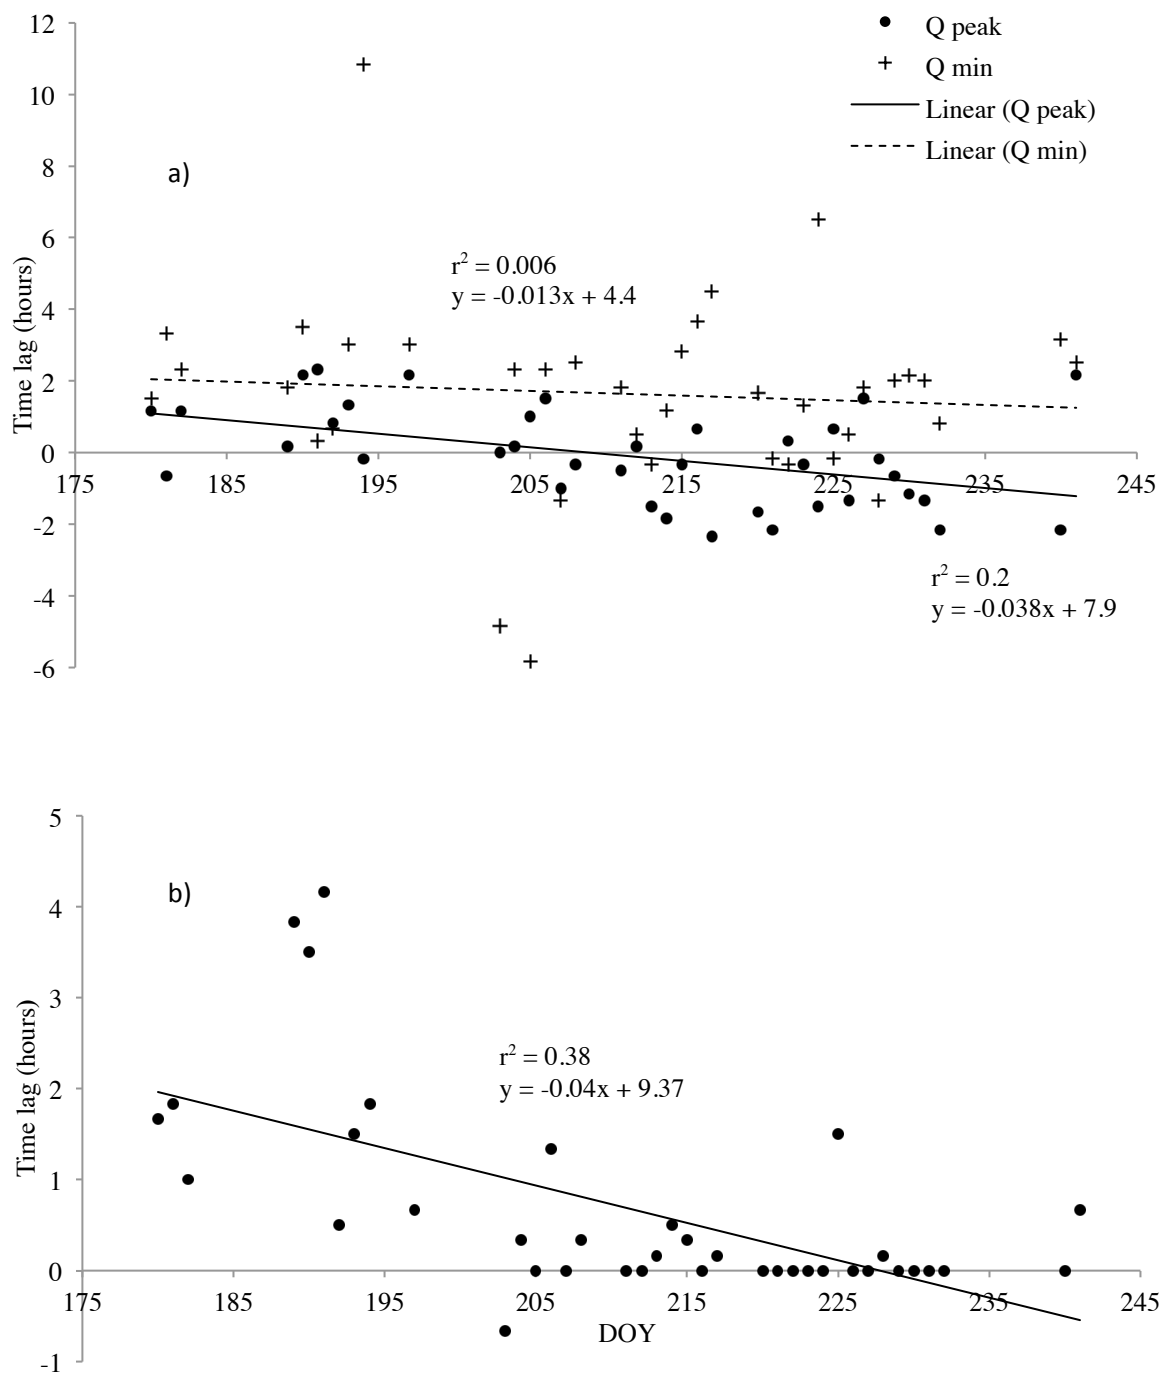 12
10
8
6
4
2
0
-2
-4
-6
Time lag (hours)
a)
Q peak
Q min
Linear (Q peak)
Linear (Q min)
r² = 0.006
y = -0.013x + 4.4
175 185 195 205 215 225 235 245
r² = 0.2
y = -0.038x + 7.9
5
4
3
2
1
0
-1
Time lag (hours)
b)
r² = 0.38
y = -0.04x + 9.37
175 185 195 205 215 225 235 245
DOY